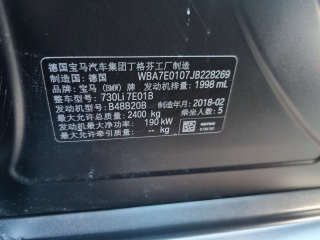 德国宝马汽车集团丁格芬工厂制造
制造国：德国 WBA7E0107JB228269
品牌：宝马 (BMW) 牌 发动机排量：1998 mL
整车型号：730Li 7E01B
发动机型号：B48B20B 制造年月：2018-02
最大允许总质量：2400 kg 乘坐人数：5
发动机最大净功率：190 kW
最大允许牵引质量：- kg